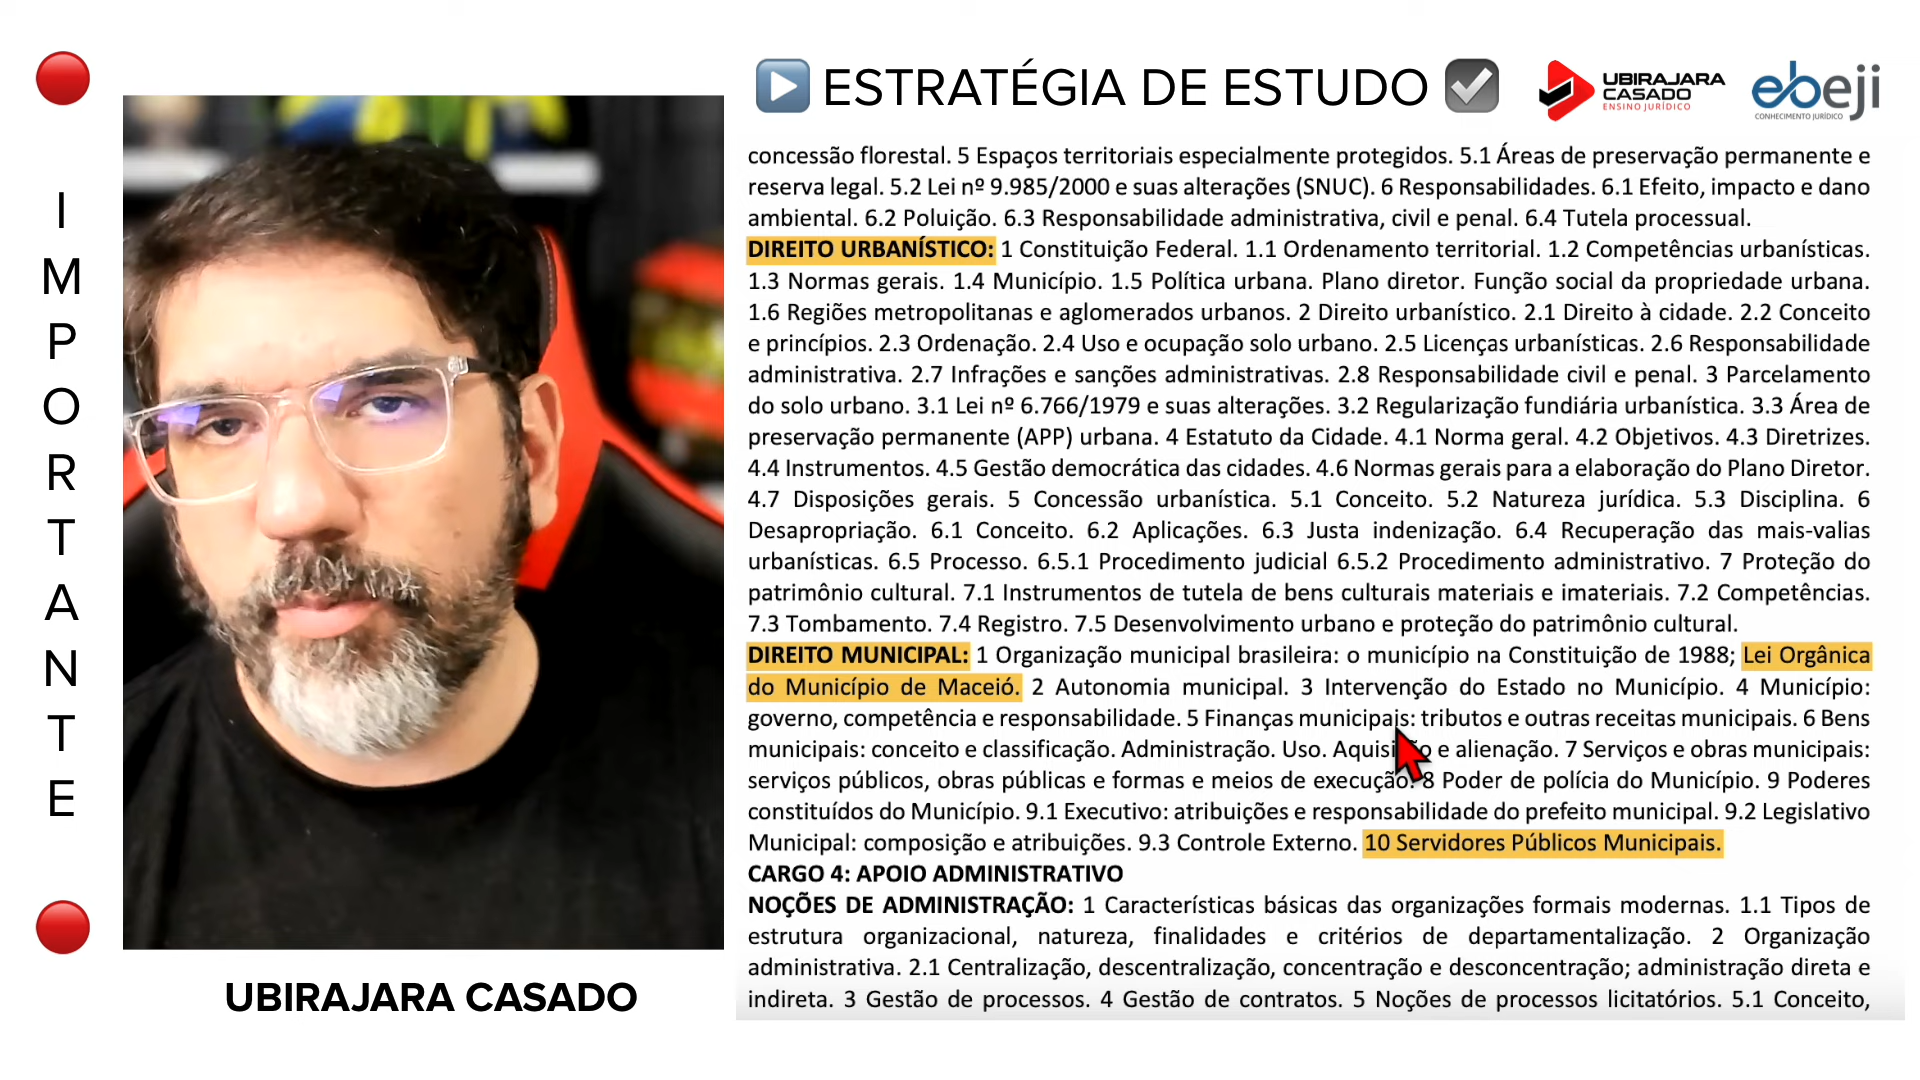 IMPORTANTE
UBIRAJARA CASADO
ESTRATÉGIA DE ESTUDO
UBIRAJARA
CASADO
ENSINO JURÍDICO
ebeji
CONHECIMENTO JURÍDICO
concessão florestal. 5 Espaços territoriais especialmente protegidos. 5.1 Áreas de preservação permanente e
reserva legal. 5.2 Lei nº 9.985/2000 e suas alterações (SNUC). 6 Responsabilidades. 6.1 Efeito, impacto e dano
ambiental. 6.2 Poluição. 6.3 Responsabilidade administrativa, civil e penal. 6.4 Tutela processual.
DIREITO URBANÍSTICO: 1 Constituição Federal. 1.1 Ordenamento territorial. 1.2 Competências urbanísticas.
1.3 Normas gerais. 1.4 Município. 1.5 Política urbana. Plano diretor. Função social da propriedade urbana.
1.6 Regiões metropolitanas e aglomerados urbanos. 2 Direito urbanístico. 2.1 Direito à cidade. 2.2 Conceito
e princípios. 2.3 Ordenação. 2.4 Uso e ocupação solo urbano. 2.5 Licenças urbanísticas. 2.6 Responsabilidade
administrativa. 2.7 Infrações e sanções administrativas. 2.8 Responsabilidade civil e penal. 3 Parcelamento
do solo urbano. 3.1 Lei nº 6.766/1979 e suas alterações. 3.2 Regularização fundiária urbanística. 3.3 Área de
preservação permanente (APP) urbana. 4 Estatuto da Cidade. 4.1 Norma geral. 4.2 Objetivos. 4.3 Diretrizes.
4.4 Instrumentos. 4.5 Gestão democrática das cidades. 4.6 Normas gerais para a elaboração do Plano Diretor.
4.7 Disposições gerais. 5 Concessão urbanística. 5.1 Conceito. 5.2 Natureza jurídica. 5.3 Disciplina. 6
Desapropriação. 6.1 Conceito. 6.2 Aplicações. 6.3 Justa indenização. 6.4 Recuperação das mais-valias
urbanísticas. 6.5 Processo. 6.5.1 Procedimento judicial 6.5.2 Procedimento administrativo. 7 Proteção do
patrimônio cultural. 7.1 Instrumentos de tutela de bens culturais materiais e imateriais. 7.2 Competências.
7.3 Tombamento. 7.4 Registro. 7.5 Desenvolvimento urbano e proteção do patrimônio cultural.
DIREITO MUNICIPAL: 1 Organização municipal brasileira: o município na Constituição de 1988; Lei Orgânica
do Município de Maceió. 2 Autonomia municipal. 3 Intervenção do Estado no Município. 4 Município:
governo, competência e responsabilidade. 5 Finanças municipais: tributos e outras receitas municipais. 6 Bens
municipais: conceito e classificação. Administração. Uso. Aquisição e alienação. 7 Serviços e obras municipais:
serviços públicos, obras públicas e formas e meios de execução. 8 Poder de polícia do Município. 9 Poderes
constituídos do Município. 9.1 Executivo: atribuições e responsabilidade do prefeito municipal. 9.2 Legislativo
Municipal: composição e atribuições. 9.3 Controle Externo. 10 Servidores Públicos Municipais.
CARGO 4: APOIO ADMINISTRATIVO
NOÇÕES DE ADMINISTRAÇÃO: 1 Características básicas das organizações formais modernas. 1.1 Tipos de
estrutura organizacional, natureza, finalidades e critérios de departamentalização. 2 Organização
administrativa. 2.1 Centralização, descentralização, concentração e desconcentração; administração direta e
indireta. 3 Gestão de processos. 4 Gestão de contratos. 5 Noções de processos licitatórios. 5.1 Conceito,